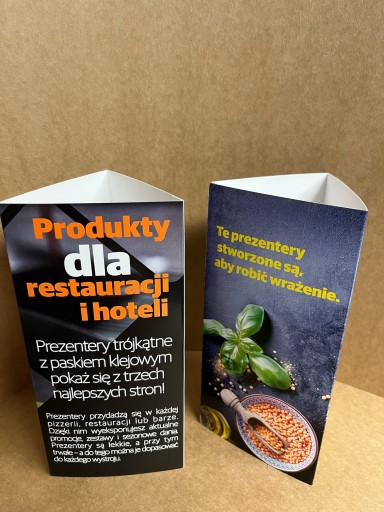 Produkty
dla
restauracji
i hoteli
Prezentery trójkątne
z paskiem klejowym
pokaż się z trzech
najlepszych stron!
Prezentery przydadzą się w każdej
pizzerii, restauracji lub barze.
Dzięki nim wyeksponujesz aktualne
promocje, zestawy i sezonowe dania.
Prezentery są lekkie, a przy tym
trwałe – a do tego można je dopasować
do każdego wystroju.
Te prezentery
stworzone są,
aby robić wrażenie.